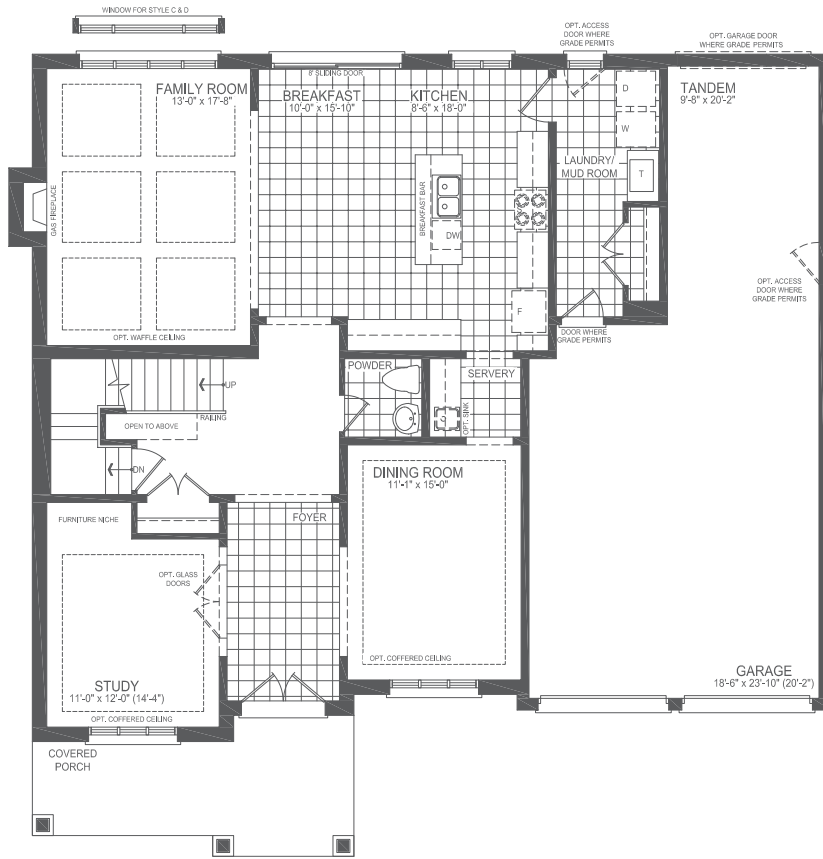 WINDOW FOR STYLE C & D
OPT. ACCESS
DOOR WHERE
GRADE PERMITS
OPT. GARAGE DOOR
WHERE GRADE PERMITS
8' SLIDING DOOR
FAMILY ROOM
13'-0" x 17'-8"
BREAKFAST
10'-0" x 15'-10"
KITCHEN
8'-6" x 18'-0"
D
W
TANDEM
9'-8" x 20'-2"
LAUNDRY/
MUD ROOM
T
GAS FIREPLACE
BREAKFAST BAR
DW
F
OPT. ACCESS
DOOR WHERE
GRADE PERMITS
DOOR WHERE
GRADE PERMITS
OPT. WAFFLE CEILING
POWDER
SERVERY
UP
RAILING
OPEN TO ABOVE
OPT. SINK
DN
DINING ROOM
11'-1" x 15'-0"
FURNITURE NICHE
FOYER
OPT. GLASS
DOORS
OPT. COFFERED CEILING
STUDY
11'-0" x 12'-0" (14'-4")
OPT. COFFERED CEILING
GARAGE
18'-6" x 23'-10" (20'-2")
COVERED
PORCH